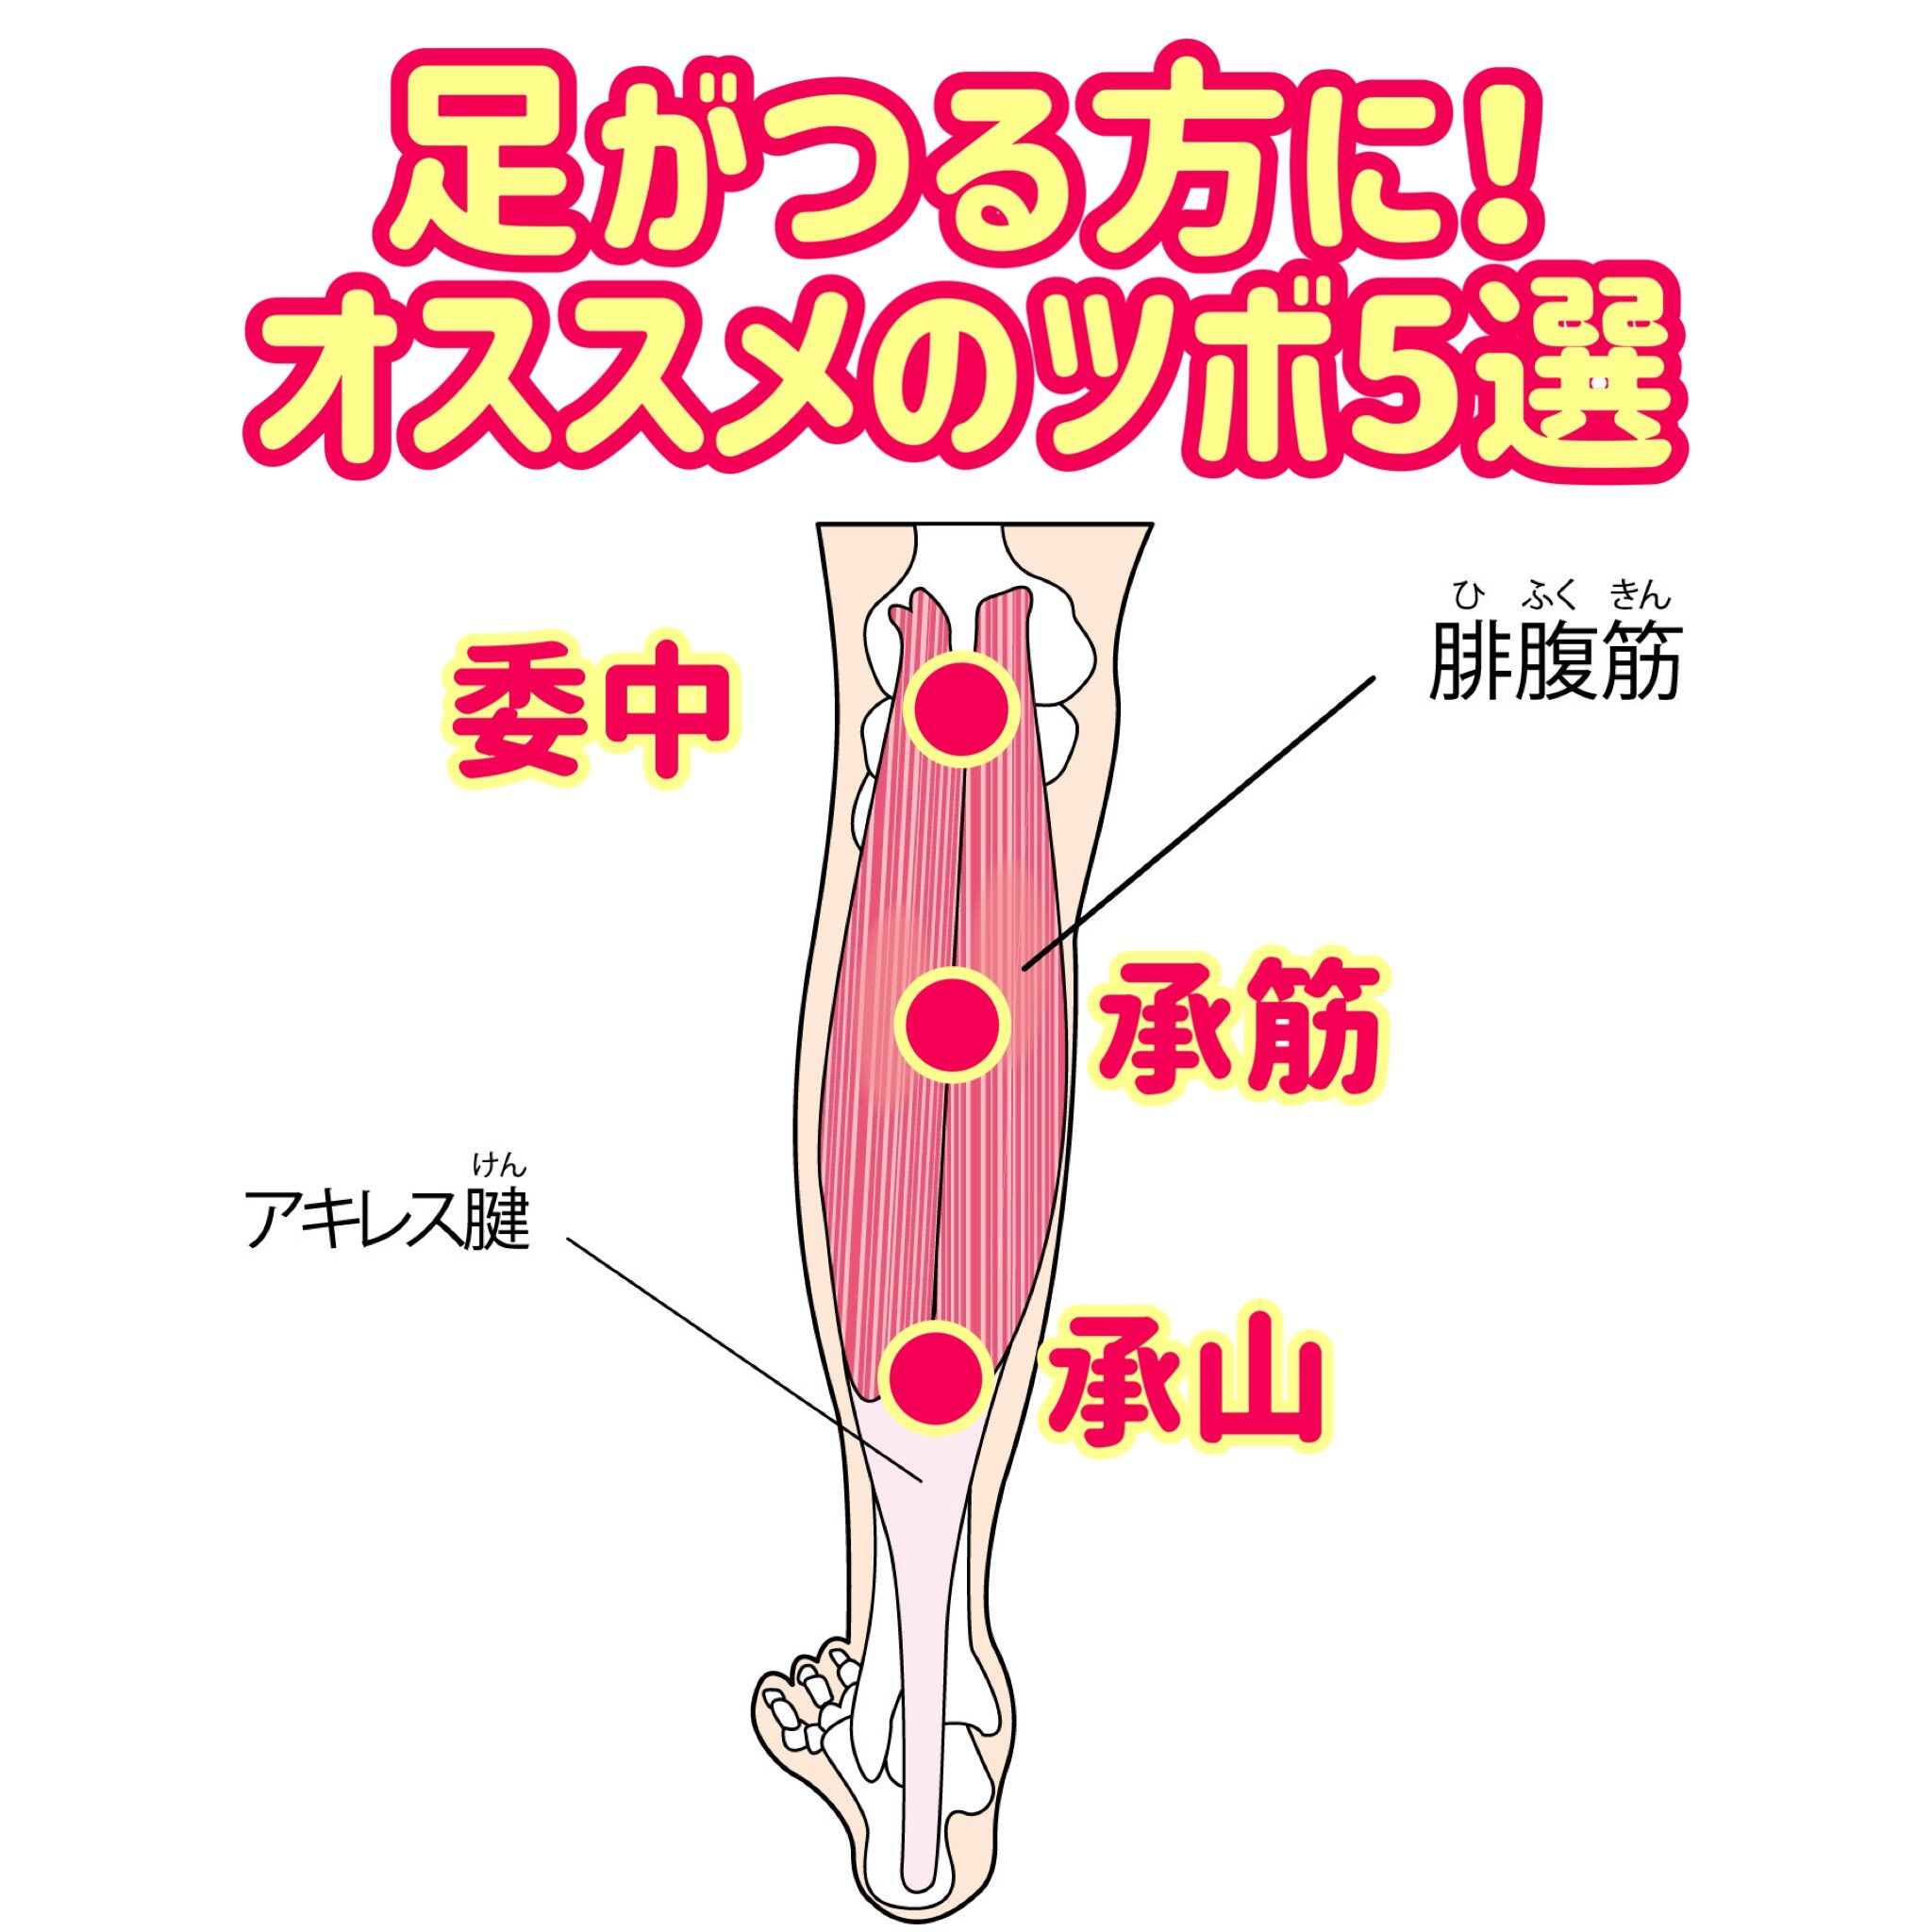 足がつる方に!
オススメのツボ5選
ひ ふく きん
腓腹筋
委中
承筋
けん
アキレス腱
承山